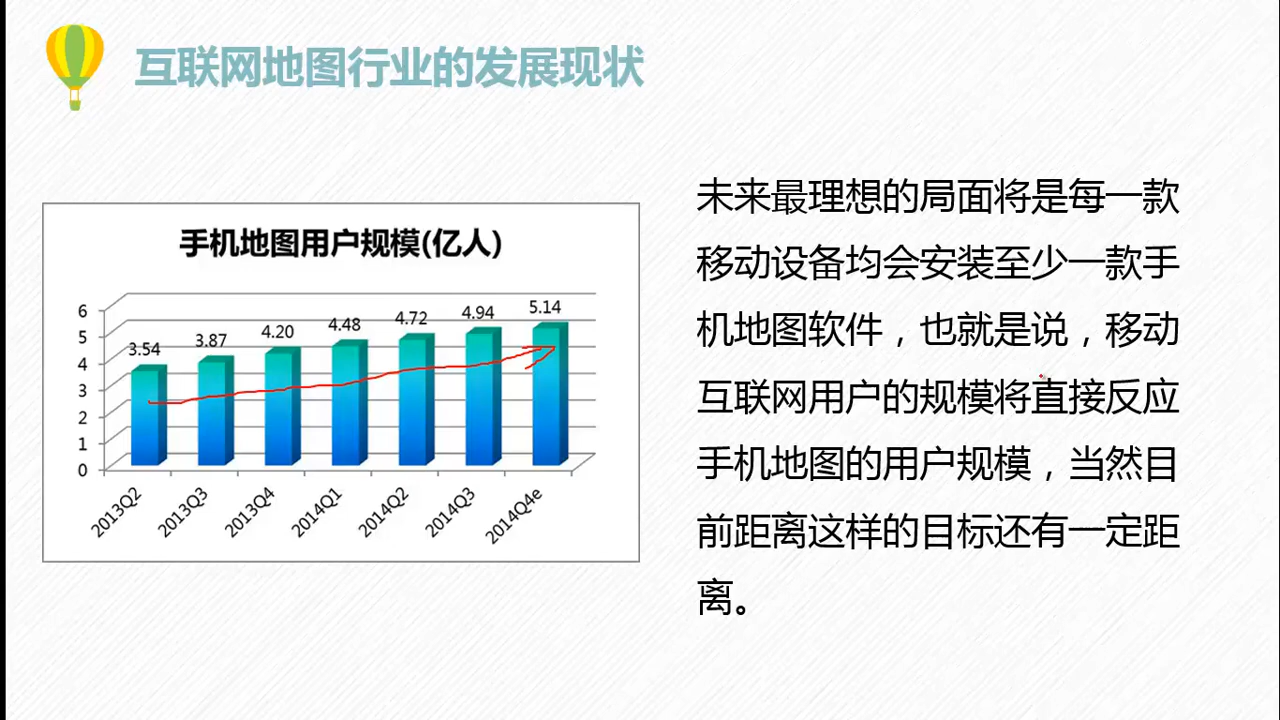 互联网地图行业的发展现状
手机地图用户规模(亿人)
6
5
4
3
2
1
0
3.54
3.87
4.20
4.48
4.72
4.94
5.14
2013Q2
2013Q3
2013Q4
2014Q1
2014Q2
2014Q3
2014Q4e
未来最理想的局面将是每一款
移动设备均会安装至少一款手
机地图软件，也就是说，移动
互联网用户的规模将直接反应
手机地图的用户规模，当然目
前距离这样的目标还有一定距
离。